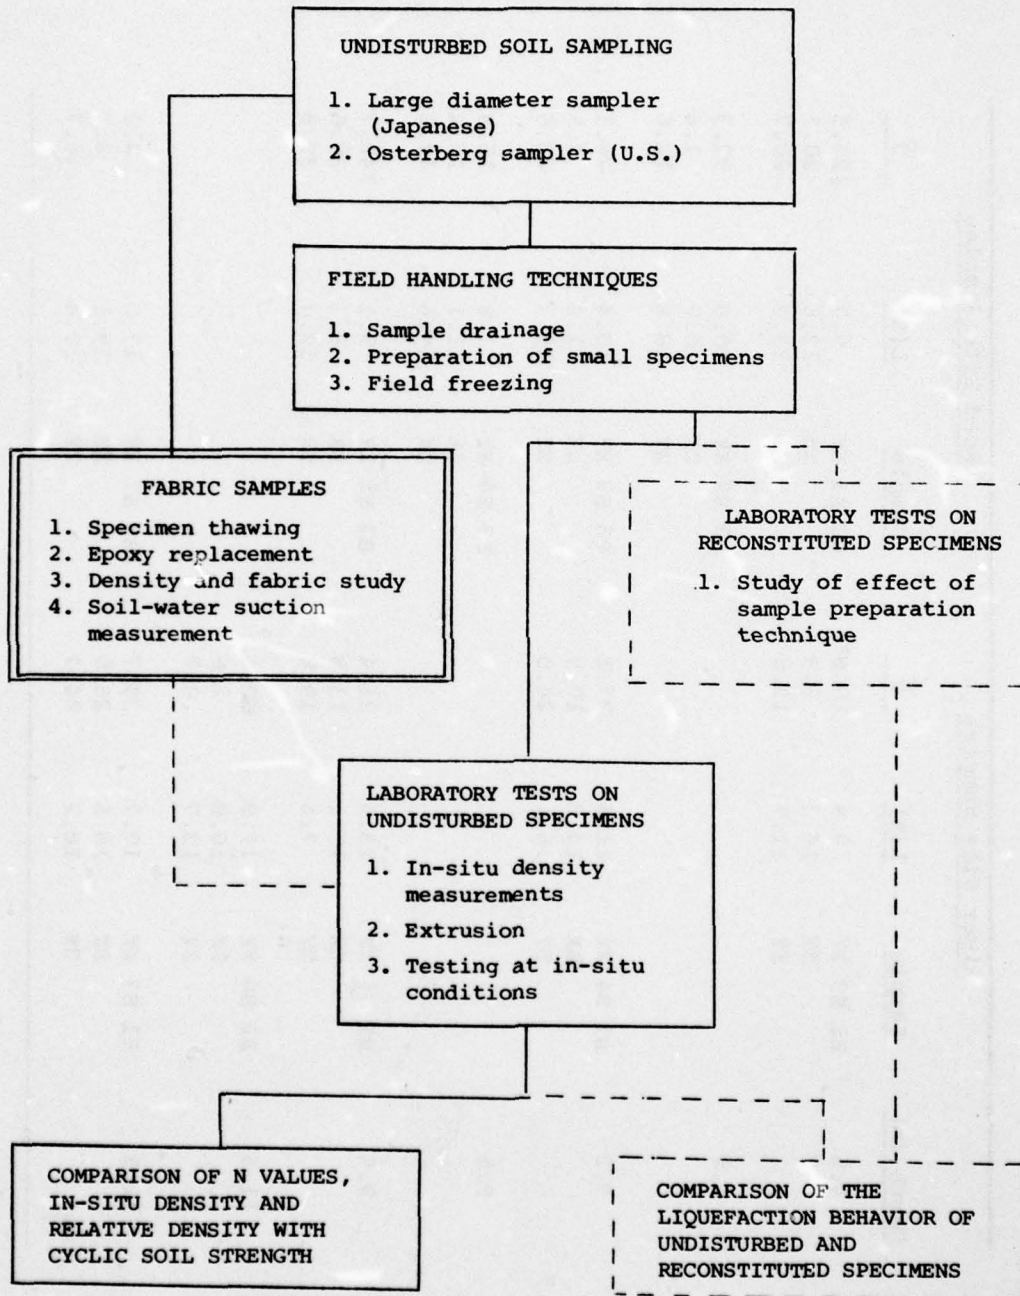 UNDISTURBED SOIL SAMPLING
1. Large diameter sampler
(Japanese)
2. Osterberg sampler (U.S.)
FIELD HANDLING TECHNIQUES
1. Sample drainage
2. Preparation of small specimens
3. Field freezing
FABRIC SAMPLES
1. Specimen thawing
2. Epoxy replacement
3. Density and fabric study
4. Soil-water suction
measurement
LABORATORY TESTS ON
RECONSTITUTED SPECIMENS
1. Study of effect of
sample preparation
technique
LABORATORY TESTS ON
UNDISTURBED SPECIMENS
1. In-situ density
measurements
2. Extrusion
3. Testing at in-situ
conditions
COMPARISON OF N VALUES,
IN-SITU DENSITY AND
RELATIVE DENSITY WITH
CYCLIC SOIL STRENGTH
COMPARISON OF THE
LIQUEFACTION BEHAVIOR OF
UNDISTURBED AND
RECONSTITUTED SPECIMENS